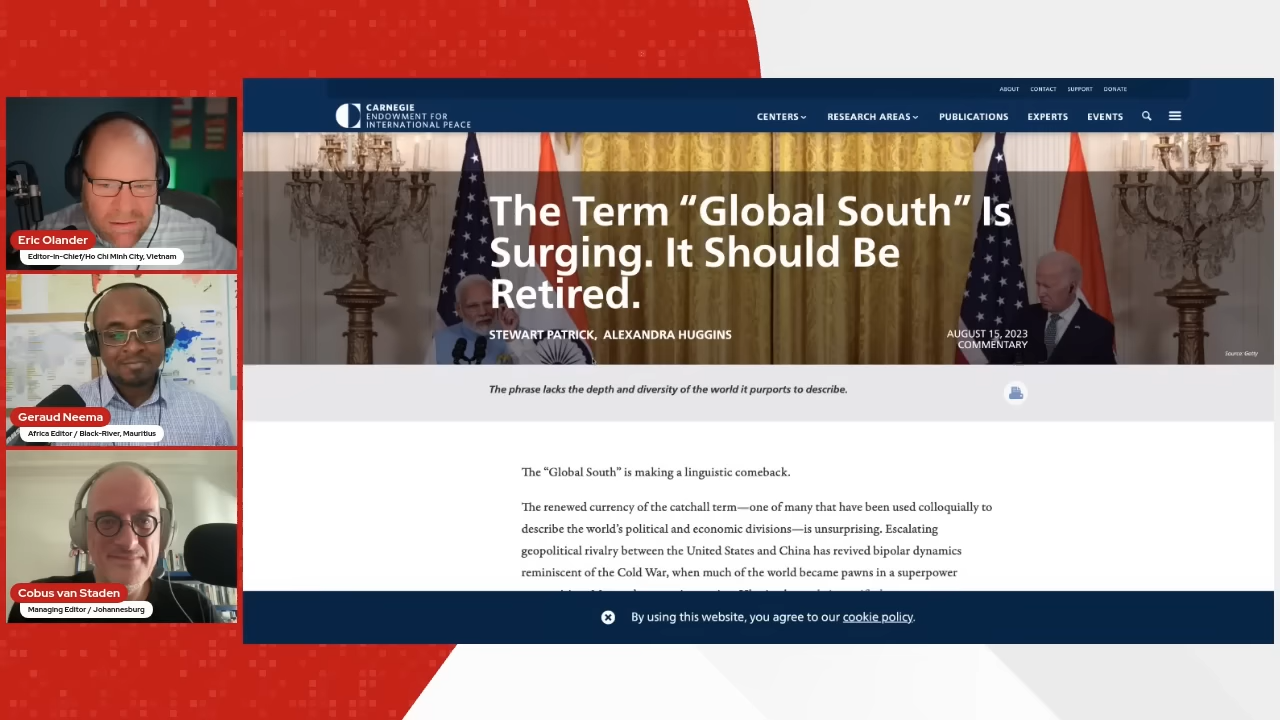 Eric Olander
Editor-in-Chief/Ho Chi Minh City, Vietnam
Geraud Neema
Africa Editor / Black-River, Mauritius
Cobus van Staden
Managing Editor / Johannesburg
ABOUT CONTACT SUPPORT DONATE
CARNEGIE
ENDOWMENT FOR
INTERNATIONAL PEACE
CENTERS RESEARCH AREAS PUBLICATIONS EXPERTS EVENTS
The Term “Global South” Is
Surging. It Should Be
Retired.
STEWART PATRICK, ALEXANDRA HUGGINS
AUGUST 15, 2023
COMMENTARY
Source: Getty
The phrase lacks the depth and diversity of the world it purports to describe.
The “Global South” is making a linguistic comeback.
The renewed currency of the catchall term—one of many that have been used colloquially to
describe the world’s political and economic divisions—is unsurprising. Escalating
geopolitical rivalry between the United States and China has revived bipolar dynamics
reminiscent of the Cold War, when much of the world became pawns in a superpower
By using this website, you agree to our cookie policy.